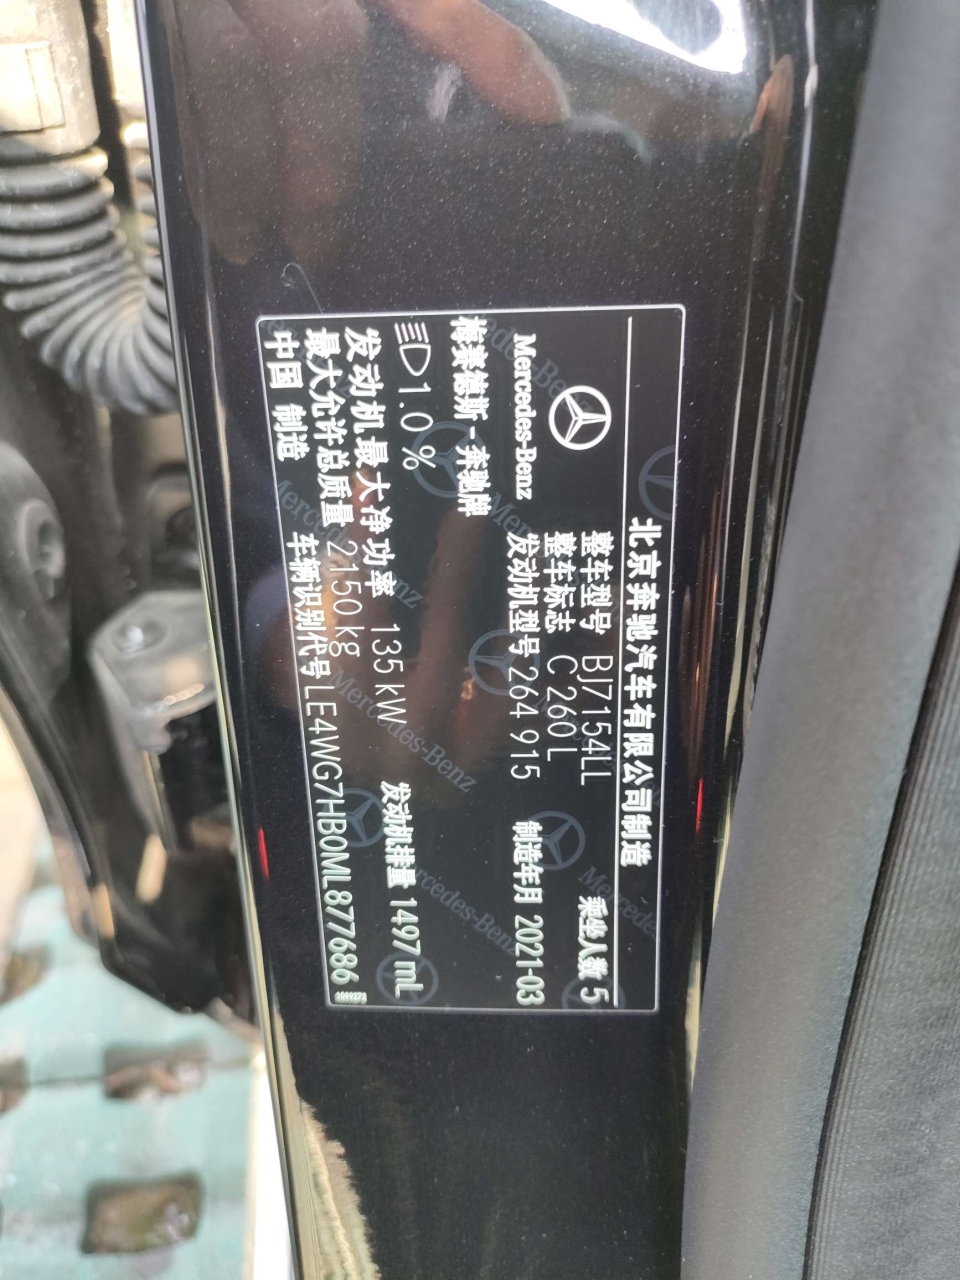 北京奔驰汽车有限公司制造
Mercedes-Benz
整车型号 BJ7154LL 乘坐人数 5
整车标志 C 260 L
发动机型号 264 915 制造年月 2021-03
梅赛德斯-奔驰牌
1.0 %
发动机最大净功率 135 kW 发动机排量 1497 mL
最大允许总质量 2150 kg
中国 制造 车辆识别代号 LE4WG7HB0ML877686